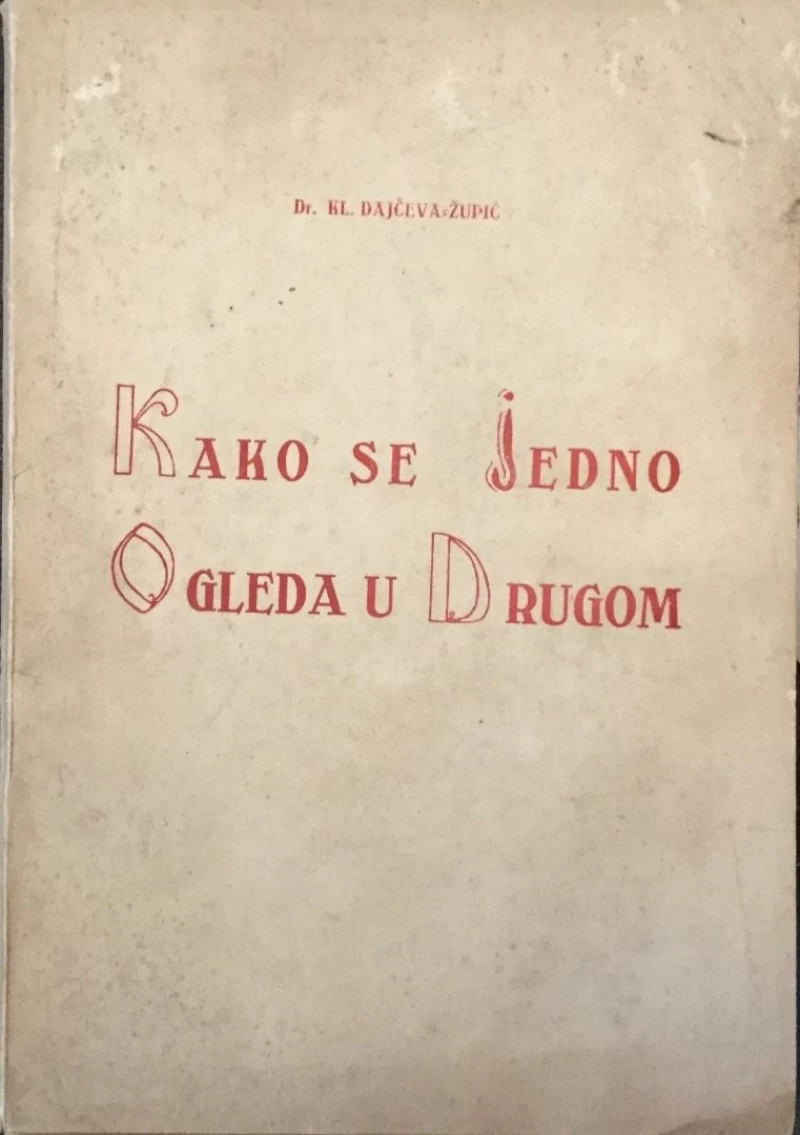 Dr. KL. DAJČEVA=ŽUPIĆ
KAKO SE JEDNO
OGLEDA U DRUGOM